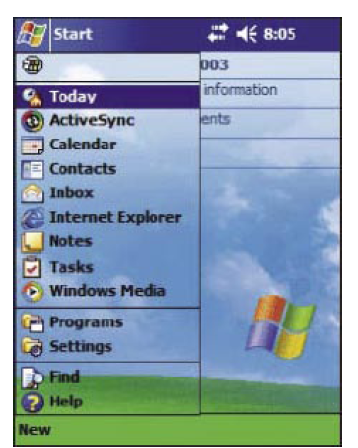 Start 8:05
003
Today
information
ActiveSync
ents
Calendar
Contacts
Inbox
Internet Explorer
Notes
Tasks
Windows Media
Programs
Settings
Find
Help
New